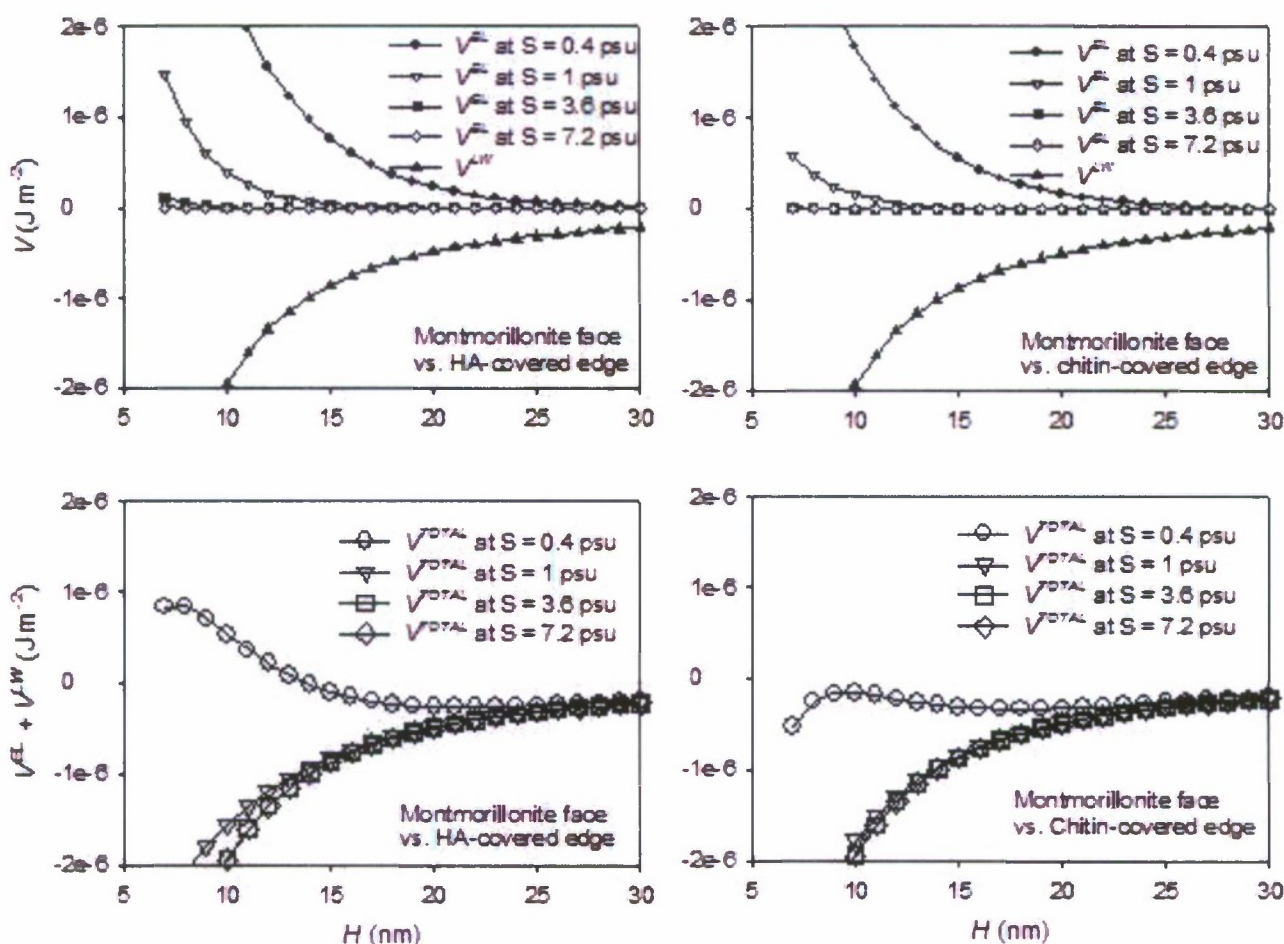 2e-6
1e-6
0
-1e-6
-2e-6
V (J m⁻²)
V^EL at S = 0.4 psu
V^EL at S = 1 psu
V^EL at S = 3.6 psu
V^EL at S = 7.2 psu
V^LW
Montmorillonite face
vs. HA-covered edge
5 10 15 20 25 30
2e-6
1e-6
0
-1e-6
-2e-6
V^EL at S = 0.4 psu
V^EL at S = 1 psu
V^EL at S = 3.6 psu
V^EL at S = 7.2 psu
V^LW
Montmorillonite face
vs. chitin-covered edge
5 10 15 20 25 30
2e-6
1e-6
0
-1e-6
-2e-6
V^EL + V^LW (J m⁻²)
V^TOTAL at S = 0.4 psu
V^TOTAL at S = 1 psu
V^TOTAL at S = 3.6 psu
V^TOTAL at S = 7.2 psu
Montmorillonite face
vs. HA-covered edge
5 10 15 20 25 30
H (nm)
2e-6
1e-6
0
-1e-6
-2e-6
V^TOTAL at S = 0.4 psu
V^TOTAL at S = 1 psu
V^TOTAL at S = 3.6 psu
V^TOTAL at S = 7.2 psu
Montmorillonite face
vs. Chitin-covered edge
5 10 15 20 25 30
H (nm)